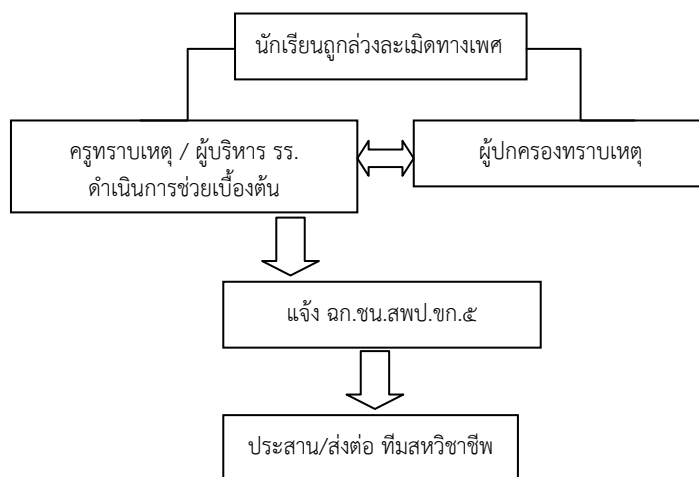 นักเรียนถูกล่วงละเมิดทางเพศ
ครูทราบเหตุ / ผู้บริหาร รร.
ดำเนินการช่วยเบื้องต้น
ผู้ปกครองทราบเหตุ
แจ้ง ฉก.ชน.สพป.ขก.๕
ประสาน/ส่งต่อ ทีมสหวิชาชีพ